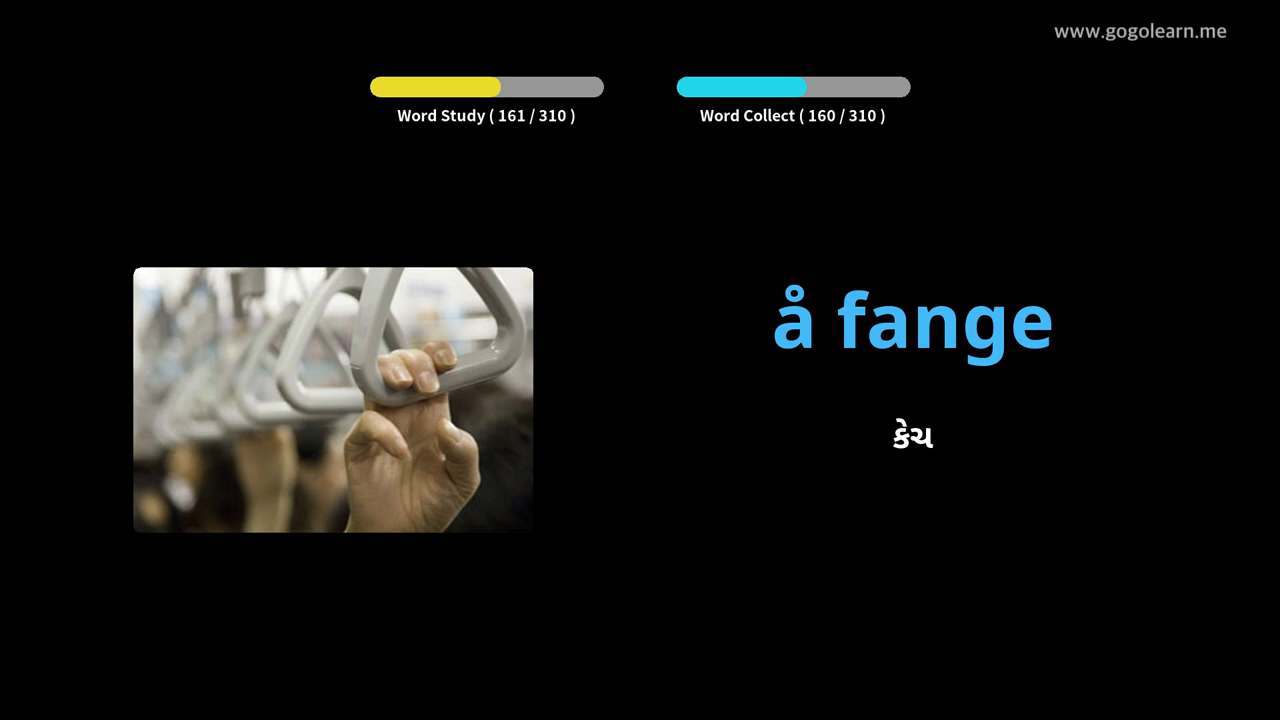 www.gogolearn.me
Word Study ( 161 / 310 )
Word Collect ( 160 / 310 )
å fange
કેચ